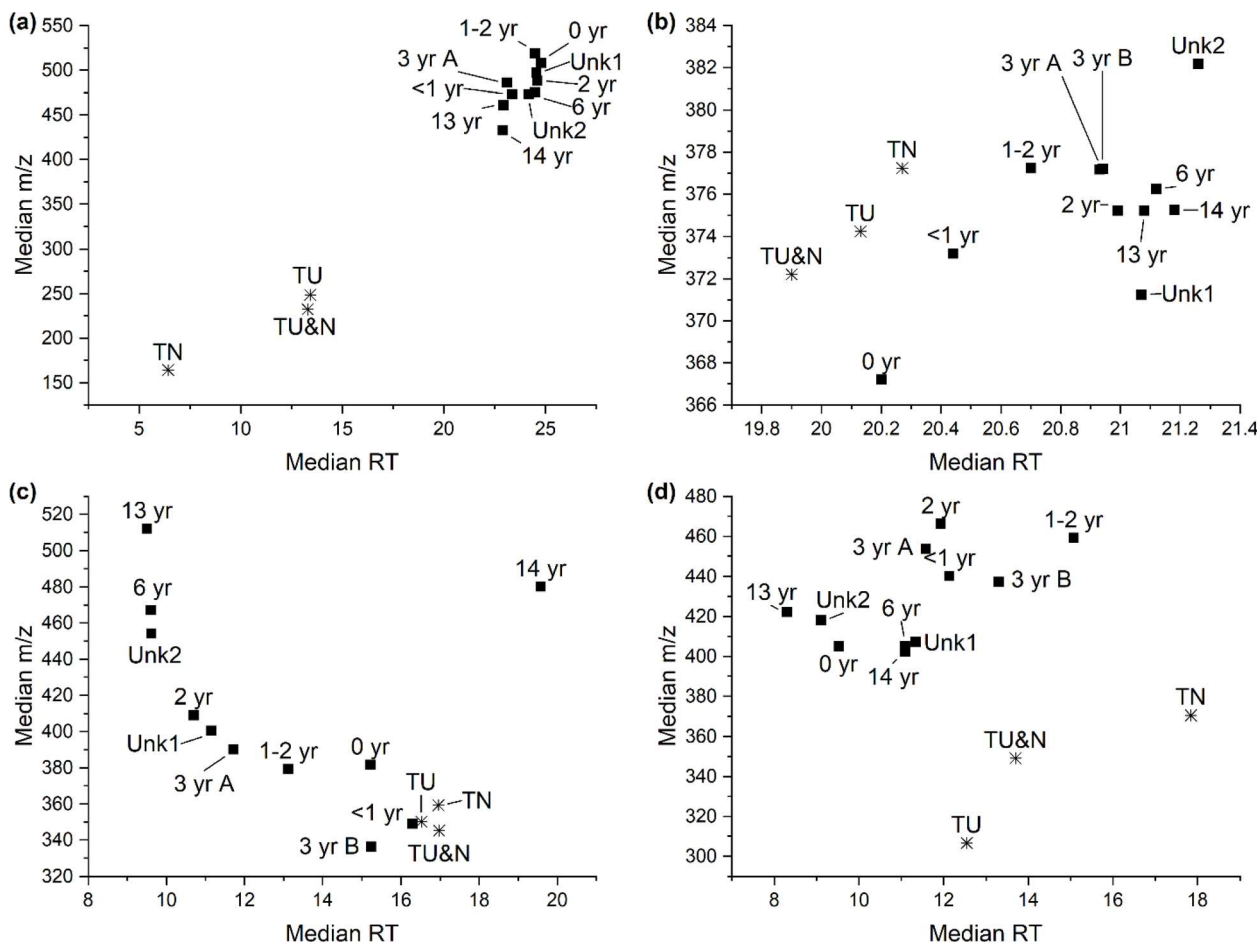 (a)
550
500
450
400
350
300
250
200
150
Median m/z
1-2 yr
0 yr
3 yr A
Unk1
<1 yr
2 yr
13 yr
6 yr
Unk2
14 yr
TU
TU&N
TN
5
10
15
20
25
Median RT
(b)
384
382
380
378
376
374
372
370
368
366
Median m/z
3 yr B
3 yr A
Unk2
TN
1-2 yr
6 yr
TU
2 yr
14 yr
<1 yr
13 yr
TU&N
Unk1
0 yr
19.8
20
20.2
20.4
20.6
20.8
21
21.2
21.4
Median RT
(c)
520
500
480
460
440
420
400
380
360
340
320
Median m/z
13 yr
14 yr
6 yr
Unk2
2 yr
Unk1
3 yr A
1-2 yr
0 yr
TU
TN
<1 yr
3 yr B
TU&N
8
10
12
14
16
18
20
Median RT
(d)
480
460
440
420
400
380
360
340
320
300
Median m/z
2 yr
1-2 yr
3 yr A
<1 yr
3 yr B
13 yr
Unk2
6 yr
Unk1
0 yr
14 yr
TN
TU&N
TU
8
10
12
14
16
18
Median RT